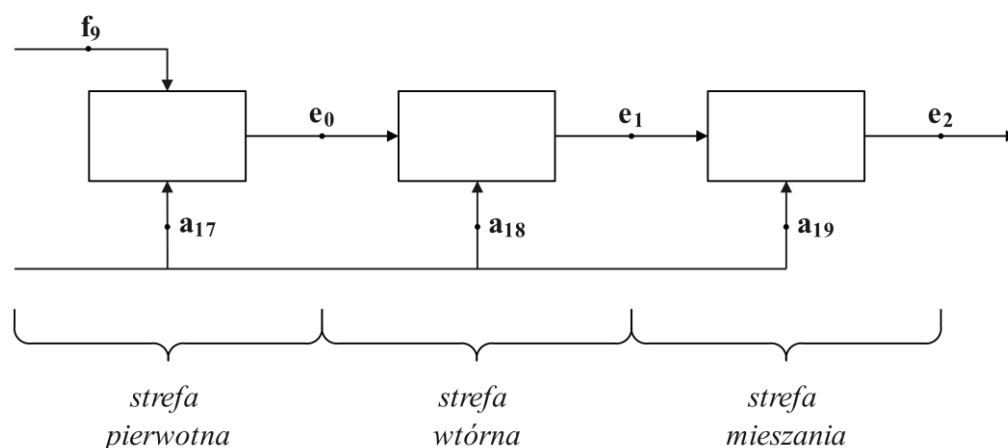 f₉
e₀
e₁
e₂
a₁₇
a₁₈
a₁₉
strefa
pierwotna
strefa
wtórna
strefa
mieszania